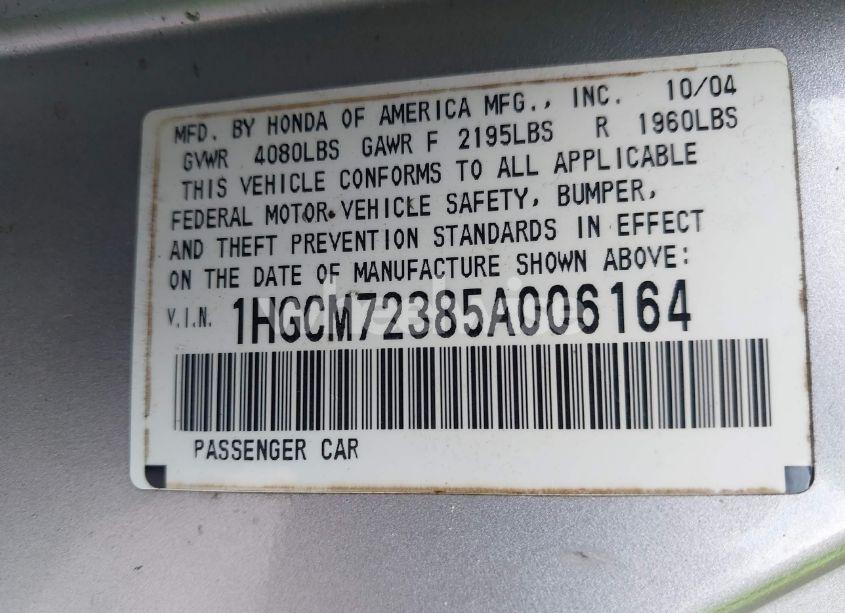 MFD. BY HONDA OF AMERICA MFG., INC. 10/04
GVWR 4080LBS GAWR F 2195LBS R 1960LBS
THIS VEHICLE CONFORMS TO ALL APPLICABLE
FEDERAL MOTOR VEHICLE SAFETY, BUMPER,
AND THEFT PREVENTION STANDARDS IN EFFECT
ON THE DATE OF MANUFACTURE SHOWN ABOVE:
V.I.N. 1HGCM72385A006164
PASSENGER CAR